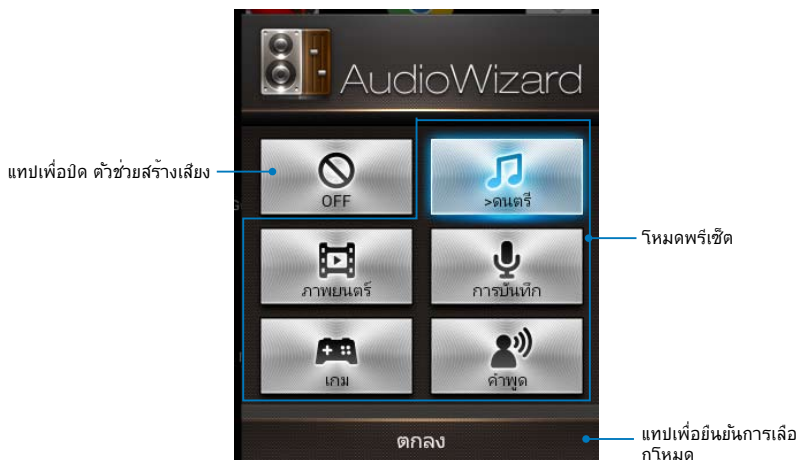 AudioWizard
แทปเพื่อปิด ตัวช่วยสร้างเสียง
OFF
>ดนตรี
โหมดพรีเซ็ต
ภาพยนตร์
การบันทึก
เกม
คำพูด
ตกลง
แทปเพื่อยืนยันการเลือ
กโหมด